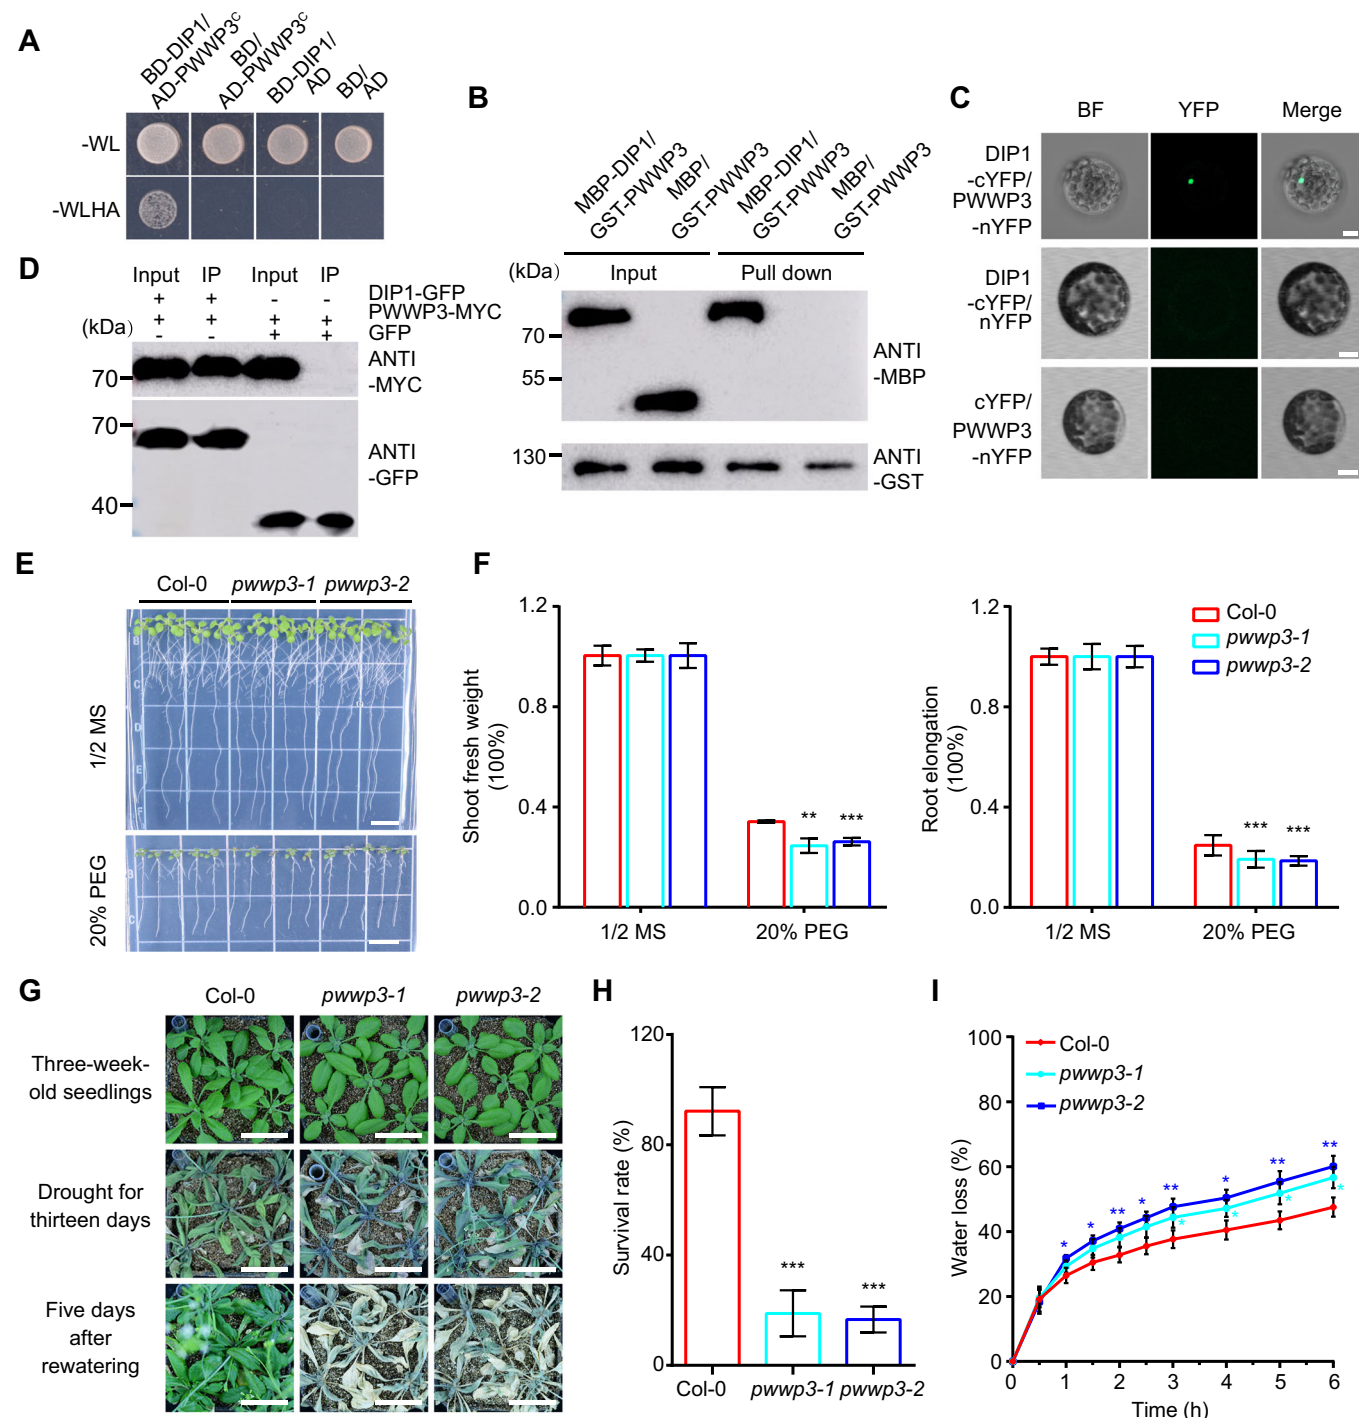 A
BD-DIP1/
AD-PWWP3C
BD/
AD-PWWP3C
BD-DIP1/
AD
BD/
AD
-WL
-WLHA
B
MBP-DIP1/
GST-PWWP3
MBP/
GST-PWWP3
MBP-DIP1/
GST-PWWP3
MBP/
GST-PWWP3
(kDa)
Input
Pull down
70
55
ANTI
-MBP
130
ANTI
-GST
C
BF YFP Merge
DIP1
-cYFP/
PWWP3
-nYFP
DIP1
-cYFP/
nYFP
cYFP/
PWWP3
-nYFP
D
Input IP Input IP
+ + - - DIP1-GFP
+ + + + PWWP3-MYC
(kDa) - - + + GFP
70
ANTI
-MYC
70
40
ANTI
-GFP
E
Col-0 pwwp3-1 pwwp3-2
1/2 MS
B
C
D
E
F
20% PEG
B
C
F
Shoot fresh weight
(100%)
1.2
0.8
0.4
0.0
** ***
1/2 MS 20% PEG
Root elongation
(100%)
1.2
0.8
0.4
0.0
Col-0
pwwp3-1
pwwp3-2
*** ***
1/2 MS 20% PEG
G
Col-0 pwwp3-1 pwwp3-2
Three-week-
old seedlings
Drought for
thirteen days
Five days
after
rewatering
H
Survival rate (%)
120
80
40
0
*** ***
Col-0 pwwp3-1 pwwp3-2
I
Water loss (%)
100
80
60
40
20
0
Col-0
pwwp3-1
pwwp3-2
* * ** * ** * ** **
* * * *
0 1 2 3 4 5 6
Time (h)